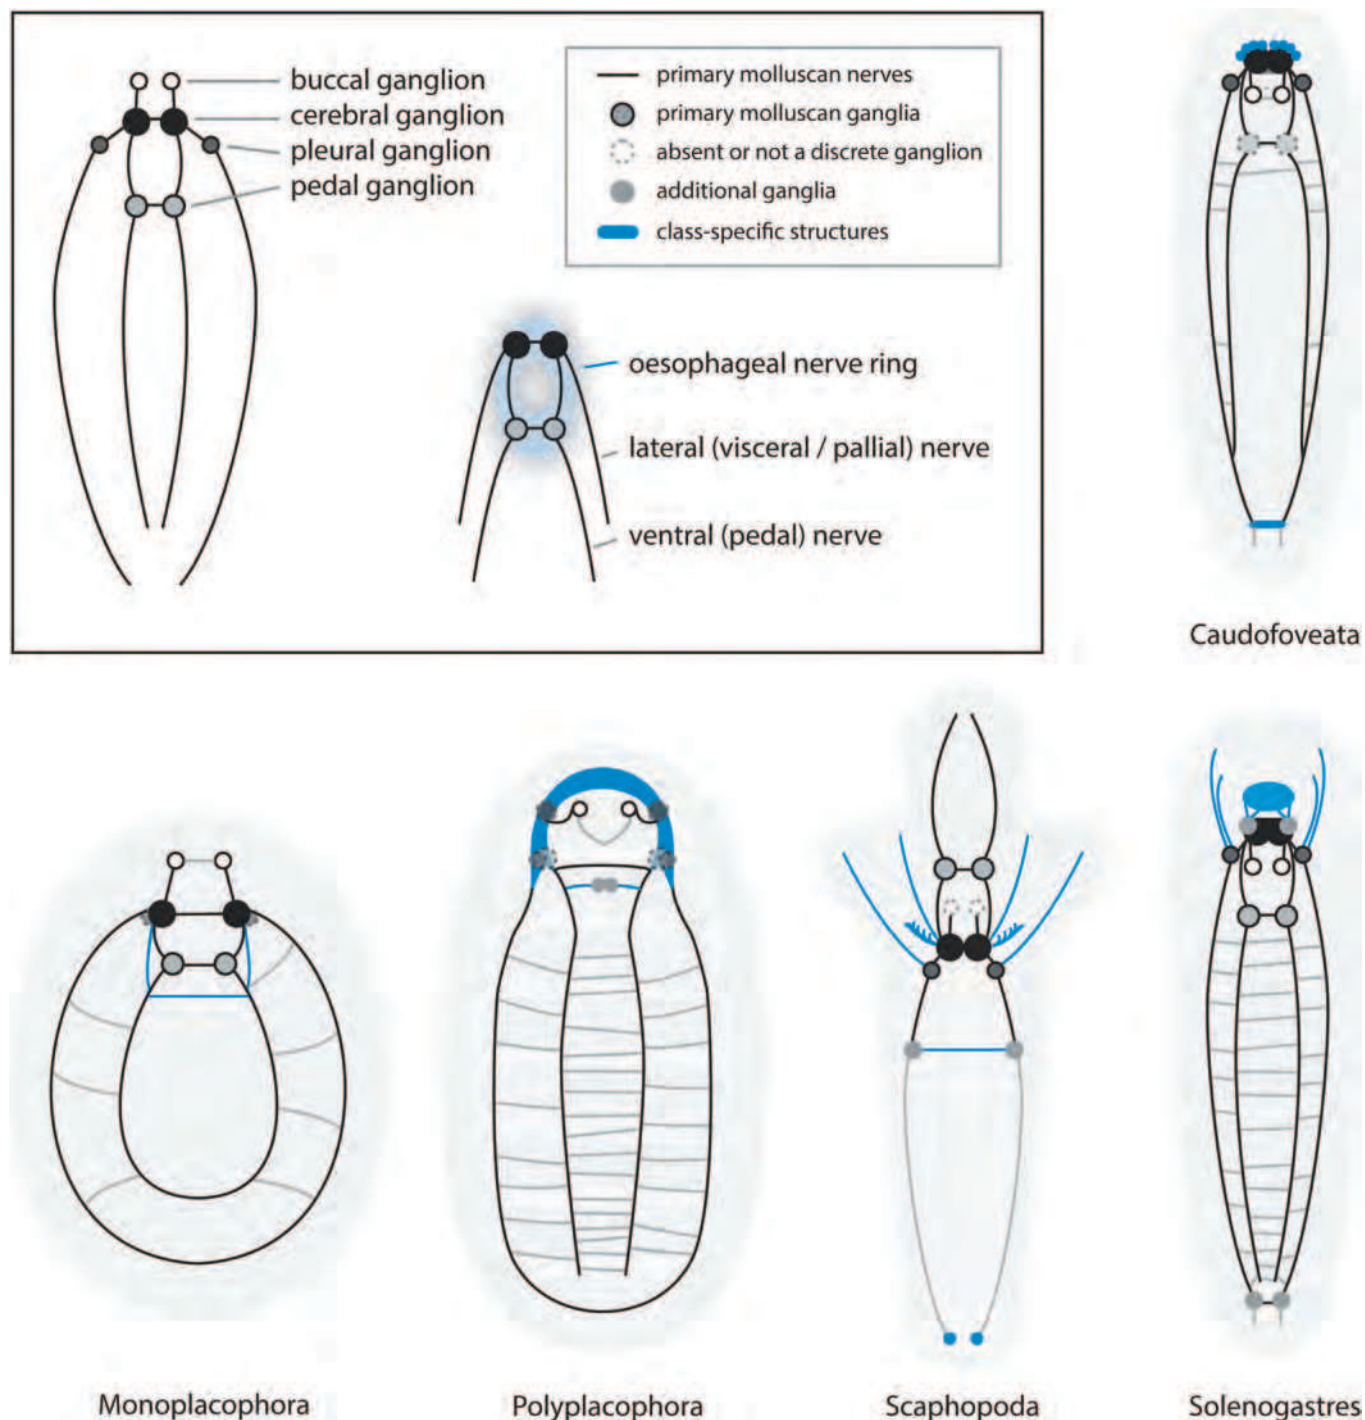 buccal ganglion
cerebral ganglion
pleural ganglion
pedal ganglion
primary molluscan nerves
primary molluscan ganglia
absent or not a discrete ganglion
additional ganglia
class-specific structures
oesophageal nerve ring
lateral (visceral / pallial) nerve
ventral (pedal) nerve
Caudofoveata
Monoplacophora
Polyplacophora
Scaphopoda
Solenogastres